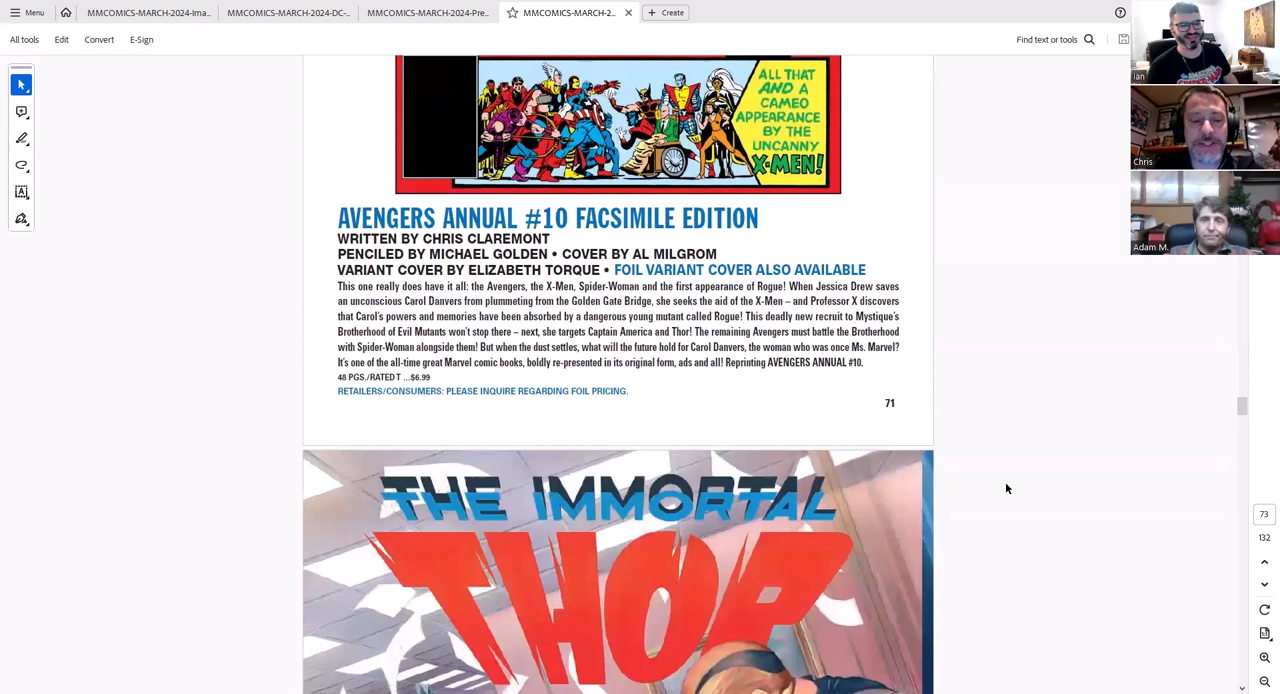 Menu
MMCOMICS-MARCH-2024-Ima...
MMCOMICS-MARCH-2024-DC-...
MMCOMICS-MARCH-2024-Pre...
MMCOMICS-MARCH-2...
Create
All tools
Edit
Convert
E-Sign
Find text or tools
Ian
Chris
Adam M.
ALL THAT
AND A
CAMEO
APPEARANCE
BY THE
UNCANNY
X-MEN!
AVENGERS ANNUAL #10 FACSIMILE EDITION
WRITTEN BY CHRIS CLAREMONT
PENCILED BY MICHAEL GOLDEN • COVER BY AL MILGROM
VARIANT COVER BY ELIZABETH TORQUE • FOIL VARIANT COVER ALSO AVAILABLE
This one really does have it all: the Avengers, the X-Men, Spider-Woman and the first appearance of Rogue! When Jessica Drew saves
an unconscious Carol Danvers from plummeting from the Golden Gate Bridge, she seeks the aid of the X-Men – and Professor X discovers
that Carol's powers and memories have been absorbed by a dangerous young mutant called Rogue! This deadly new recruit to Mystique's
Brotherhood of Evil Mutants won't stop there – next, she targets Captain America and Thor! The remaining Avengers must battle the Brotherhood
with Spider-Woman alongside them! But when the dust settles, what will the future hold for Carol Danvers, the woman who was once Ms. Marvel?
It's one of the all-time great Marvel comic books, boldly re-presented in its original form, ads and all! Reprinting AVENGERS ANNUAL #10.
48 PGS./RATED T ...$6.99
RETAILERS/CONSUMERS: PLEASE INQUIRE REGARDING FOIL PRICING.
71
THE IMMORTAL
THOR
73
132